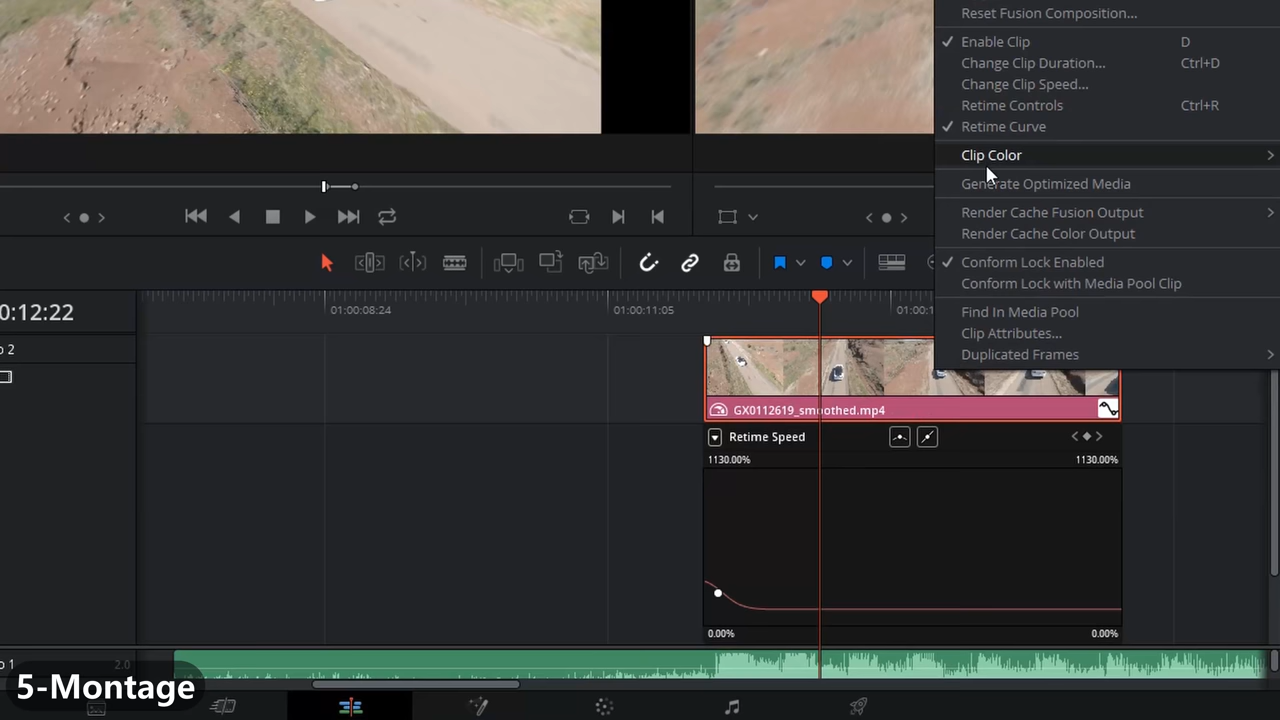 Reset Fusion Composition...
Enable Clip D
Change Clip Duration... Ctrl+D
Change Clip Speed...
Retime Controls Ctrl+R
Retime Curve
Clip Color
Generate Optimized Media
Render Cache Fusion Output
Render Cache Color Output
Conform Lock Enabled
Conform Lock with Media Pool Clip
Find In Media Pool
Clip Attributes...
Duplicated Frames
0:12:22
01:00:08:24
01:00:11:05
01:00:1
o 2
GX0112619_smoothed.mp4
Retime Speed
1130.00% 1130.00%
0.00% 0.00%
o 1 2.0
5-Montage